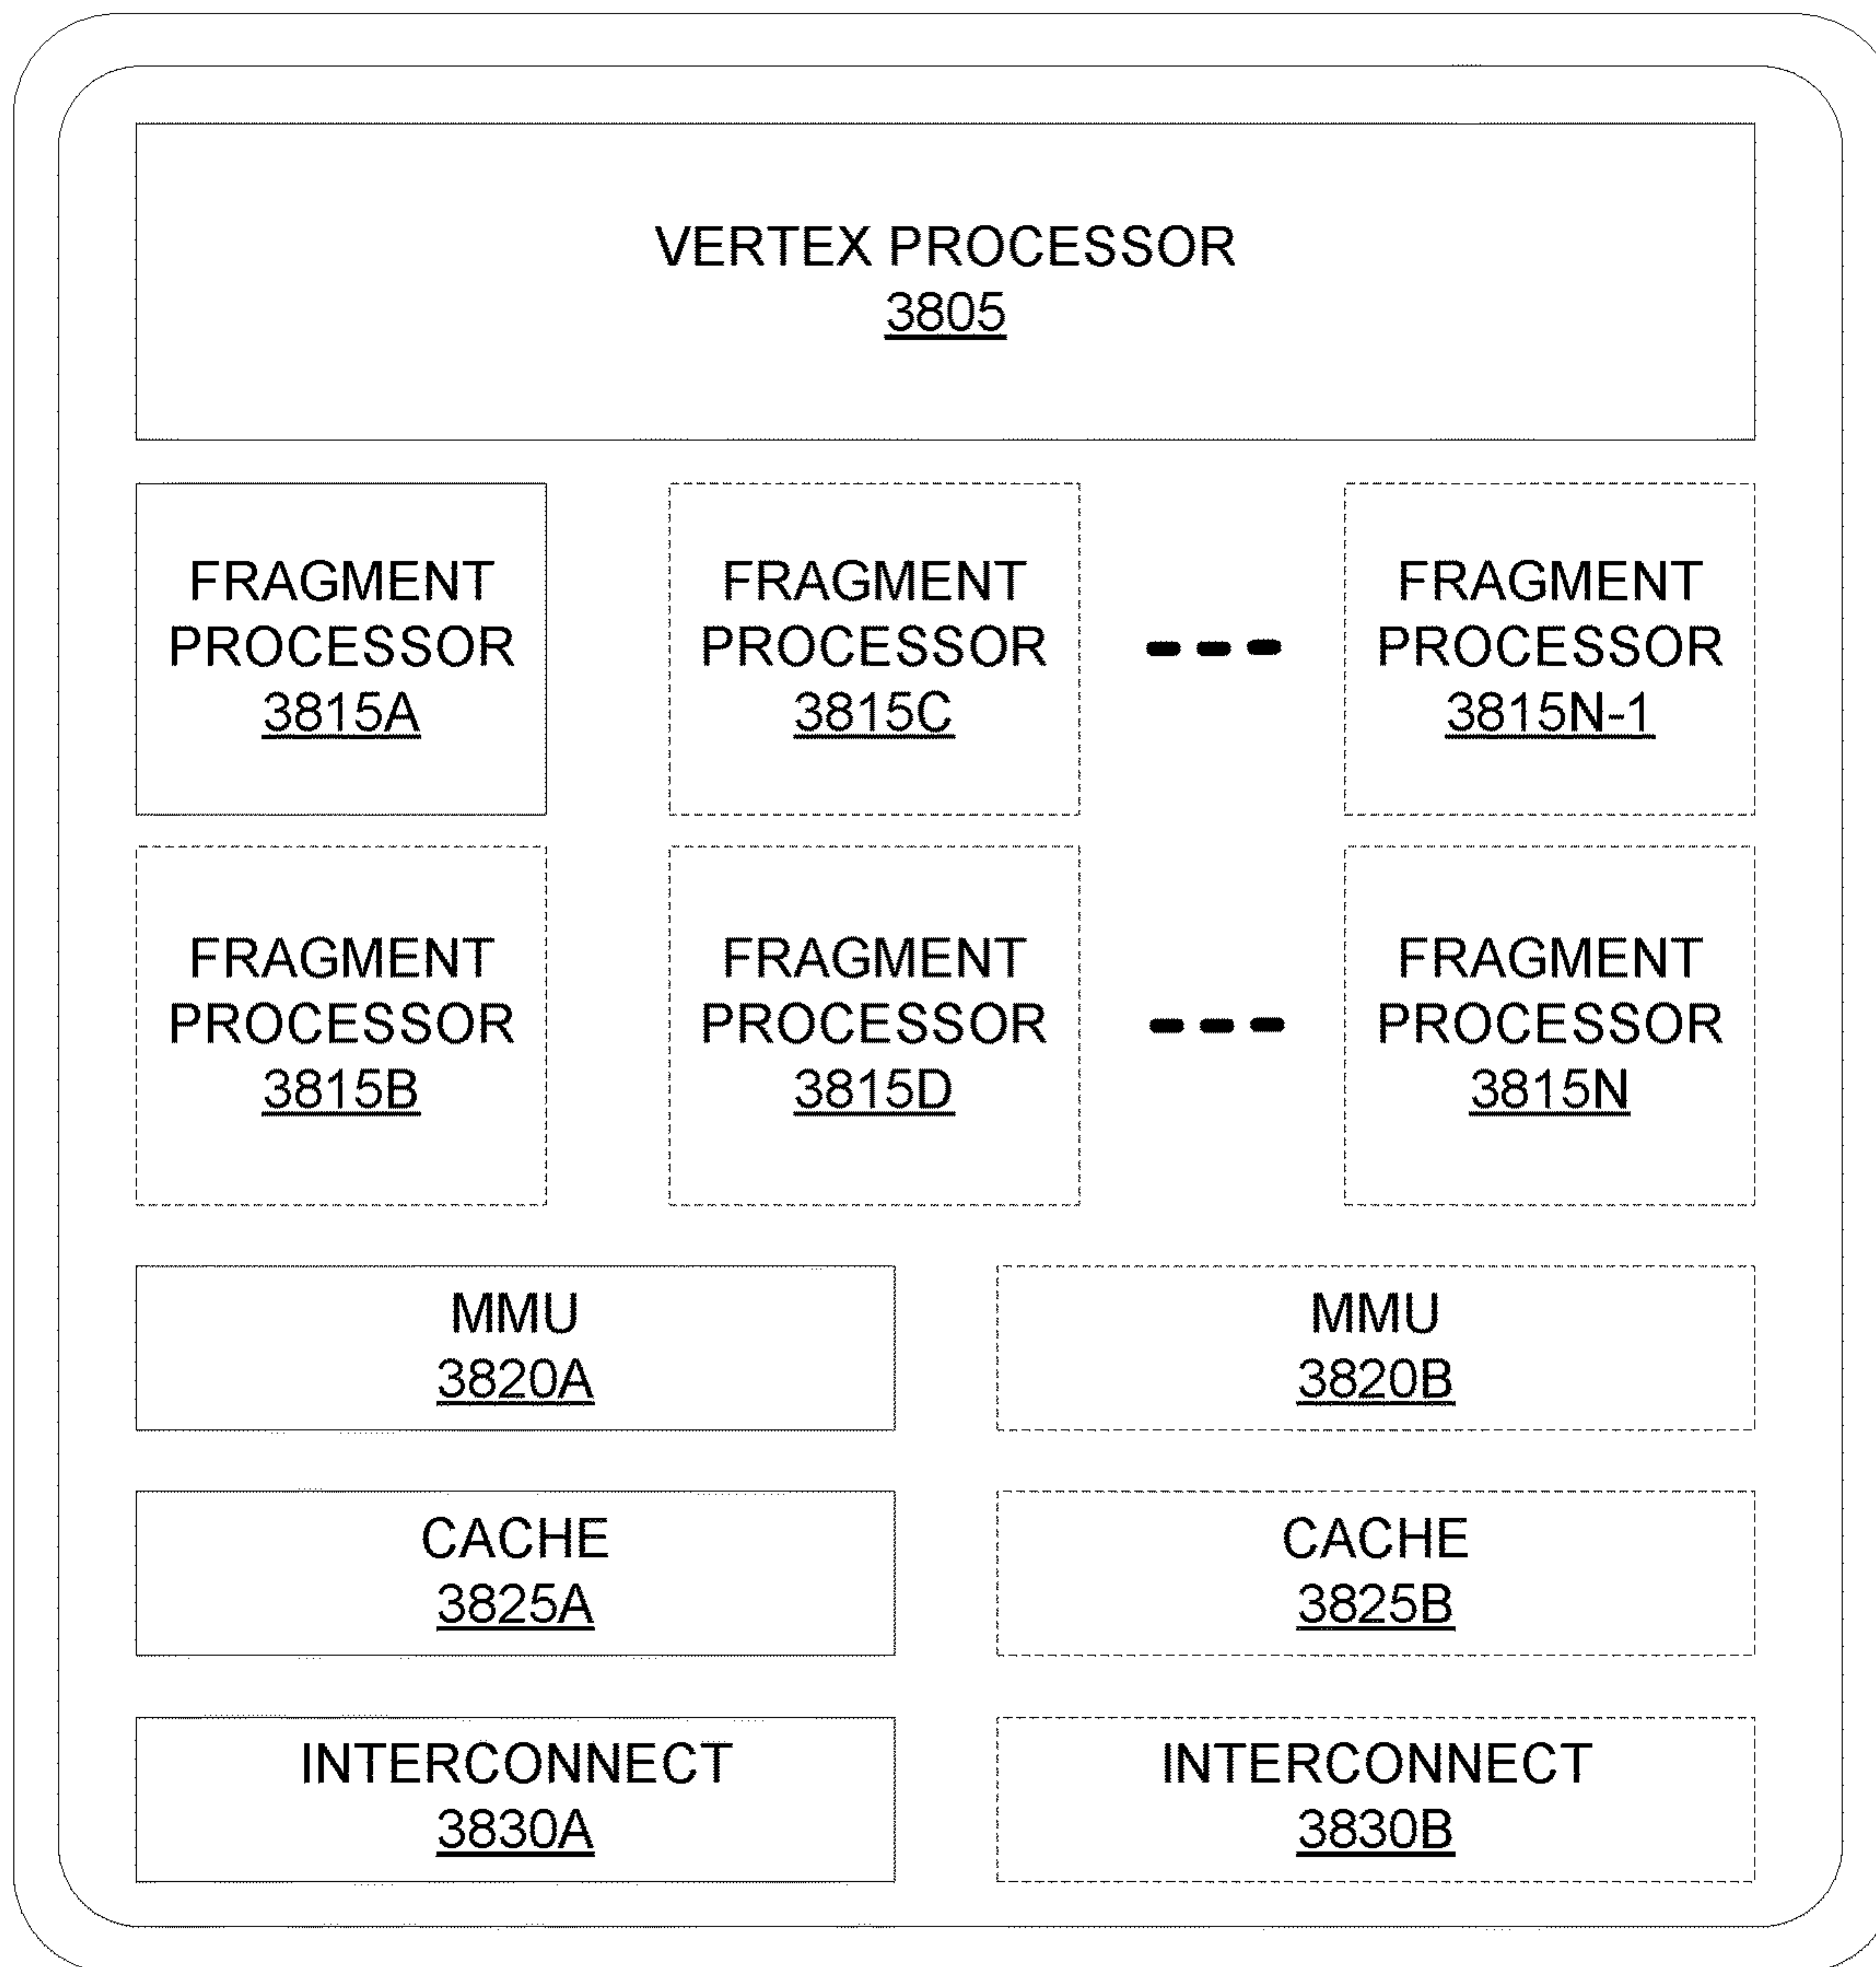 VERTEX PROCESSOR
3805
FRAGMENT
PROCESSOR
3815A
FRAGMENT
PROCESSOR
3815C
FRAGMENT
PROCESSOR
3815N-1
FRAGMENT
PROCESSOR
3815B
FRAGMENT
PROCESSOR
3815D
FRAGMENT
PROCESSOR
3815N
MMU
3820A
MMU
3820B
CACHE
3825A
CACHE
3825B
INTERCONNECT
3830A
INTERCONNECT
3830B